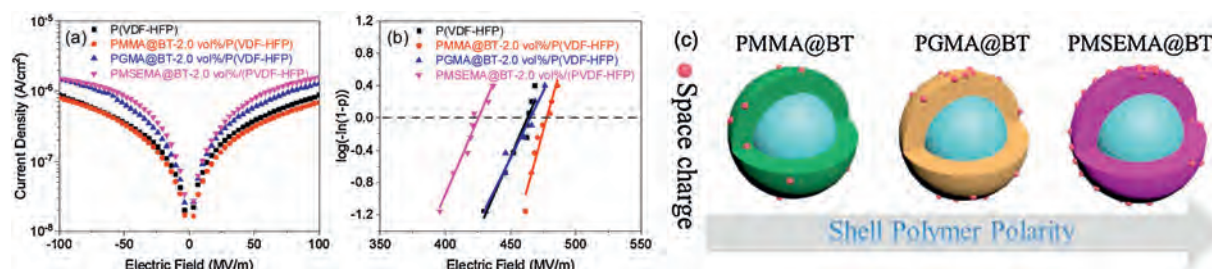 (a)
P(VDF-HFP)
PMMA@BT-2.0 vol%/P(VDF-HFP)
PGMA@BT-2.0 vol%/P(VDF-HFP)
PMSEMA@BT-2.0 vol%/(PVDF-HFP)
Current Density (A/cm²)
10⁻⁵
10⁻⁶
10⁻⁷
10⁻⁸
-100 -50 0 50 100
Electric Field (MV/m)
(b)
P(VDF-HFP)
PMMA@BT-2.0 vol%/P(VDF-HFP)
PGMA@BT-2.0 vol%/P(VDF-HFP)
PMSEMA@BT-2.0 vol%/(PVDF-HFP)
log(-ln(1-p))
0.4
0.0
-0.4
-0.8
-1.2
350 400 450 500 550
Electric Field (MV/m)
(c)
PMMA@BT PGMA@BT PMSEMA@BT
Space charge
Shell Polymer Polarity